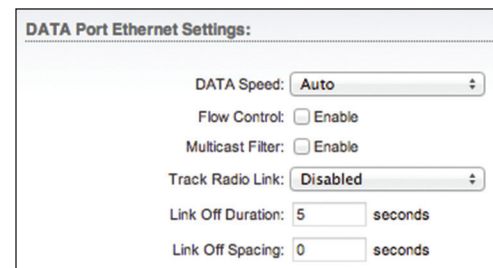 DATA Port Ethernet Settings:
DATA Speed: Auto
Flow Control: Enable
Multicast Filter: Enable
Track Radio Link: Disabled
Link Off Duration: 5 seconds
Link Off Spacing: 0 seconds